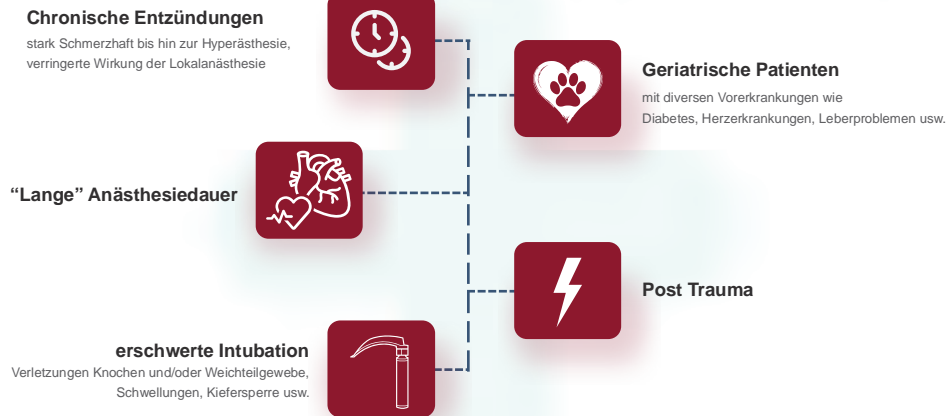 Chronische Entzündungen
stark Schmerzhaft bis hin zur Hyperästhesie,
verringerte Wirkung der Lokalanästhesie
Geriatrische Patienten
mit diversen Vorerkrankungen wie
Diabetes, Herzerkrankungen, Leberproblemen usw.
“Lange” Anästhesiedauer
Post Trauma
erschwerte Intubation
Verletzungen Knochen und/oder Weichteilgewebe,
Schwellungen, Kiefersperre usw.